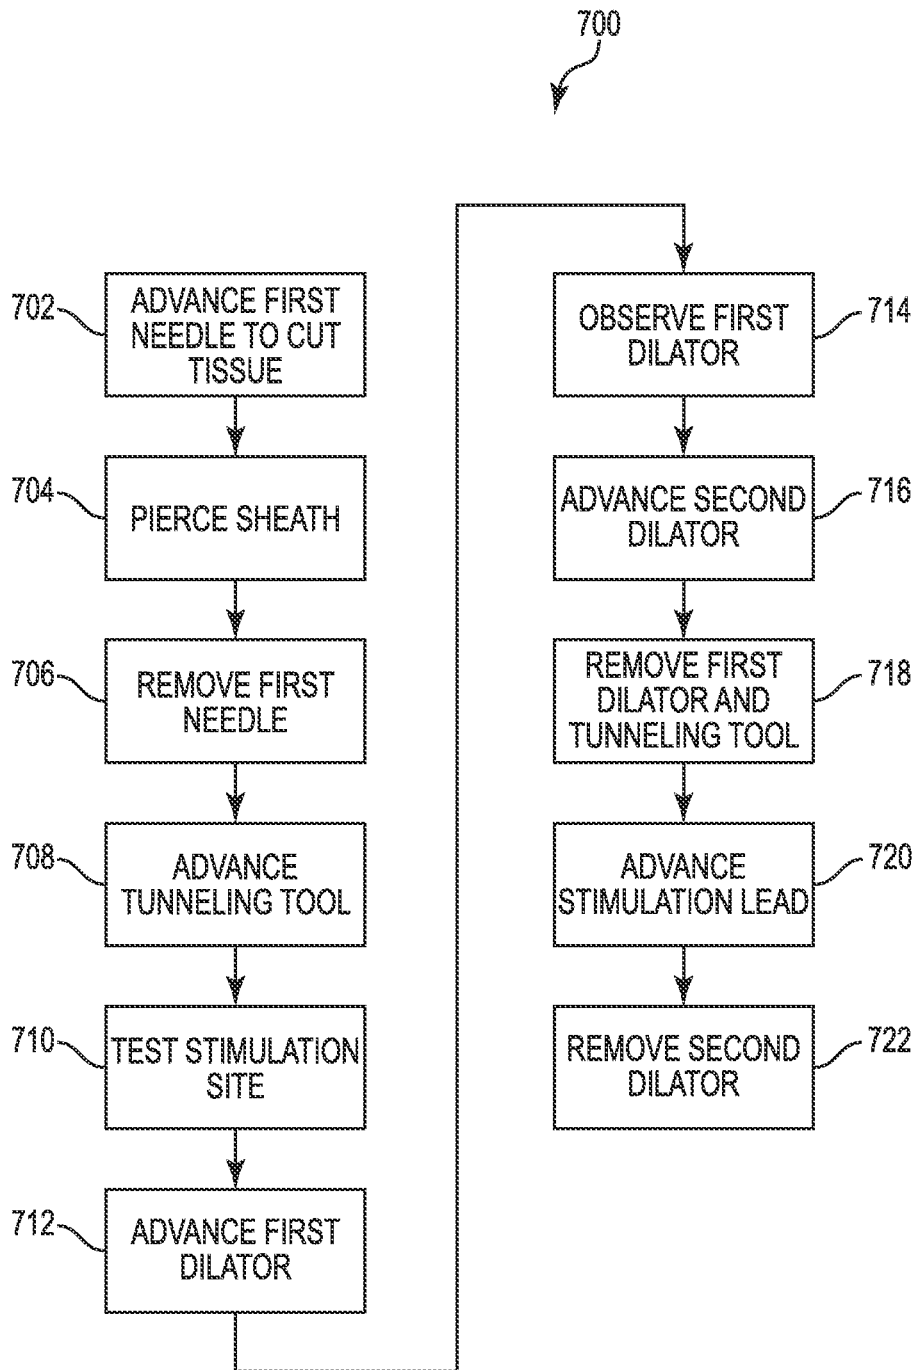 700
702
ADVANCE FIRST
NEEDLE TO CUT
TISSUE
704
PIERCE SHEATH
706
REMOVE FIRST
NEEDLE
708
ADVANCE
TUNNELING TOOL
710
TEST STIMULATION
SITE
712
ADVANCE FIRST
DILATOR
OBSERVE FIRST
DILATOR
714
ADVANCE SECOND
DILATOR
716
REMOVE FIRST
DILATOR AND
TUNNELING TOOL
718
ADVANCE
STIMULATION LEAD
720
REMOVE SECOND
DILATOR
722